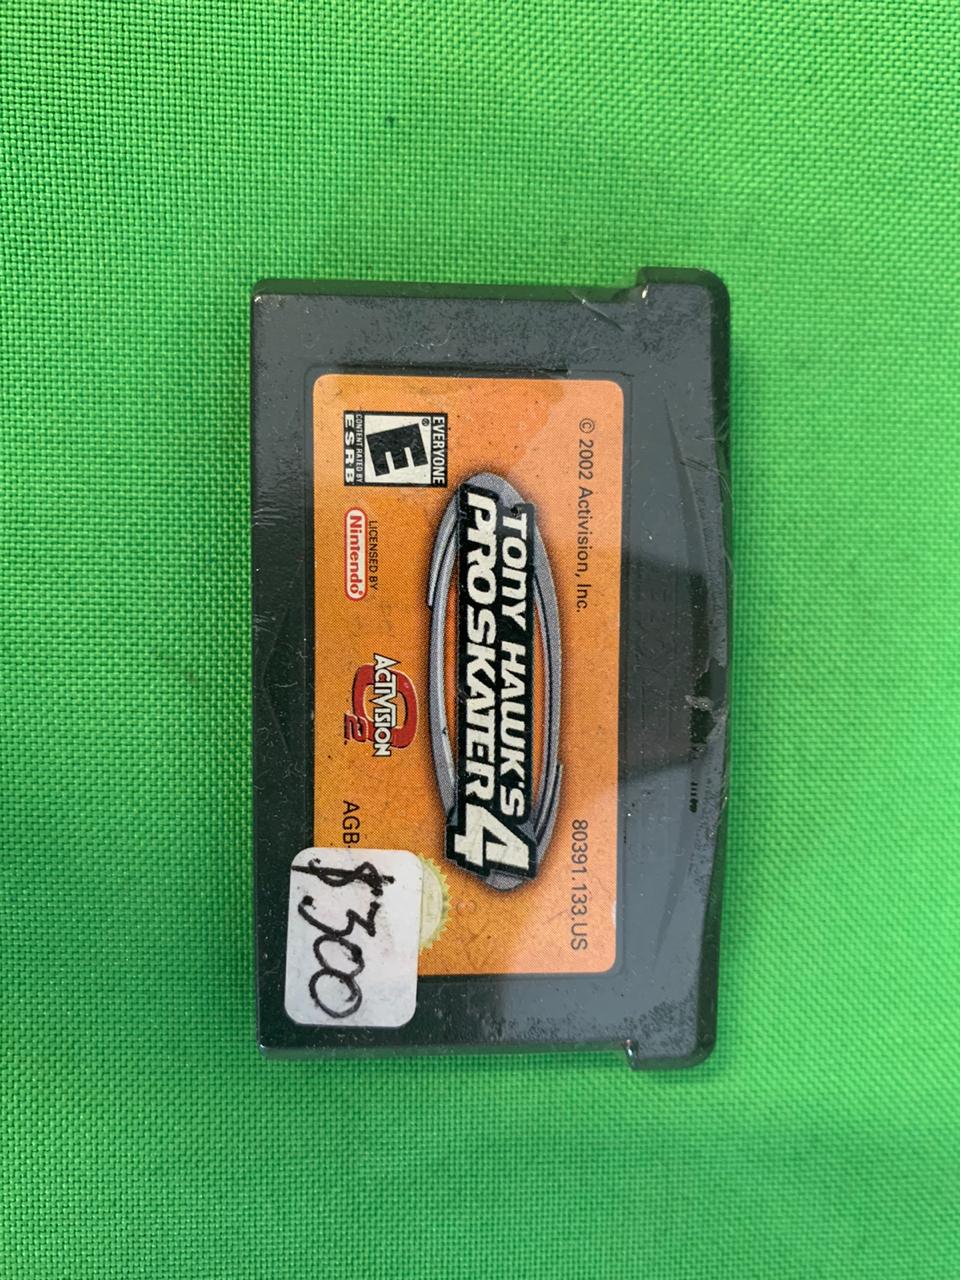 © 2002 Activision, Inc.
80391.133.US
TONY HAWK'S
PRO SKATER 4
EVERYONE
E
®
CONTENT RATED BY
ESRB
LICENSED BY
Nintendo®
ACTIVISION
O2
AGB-
$300